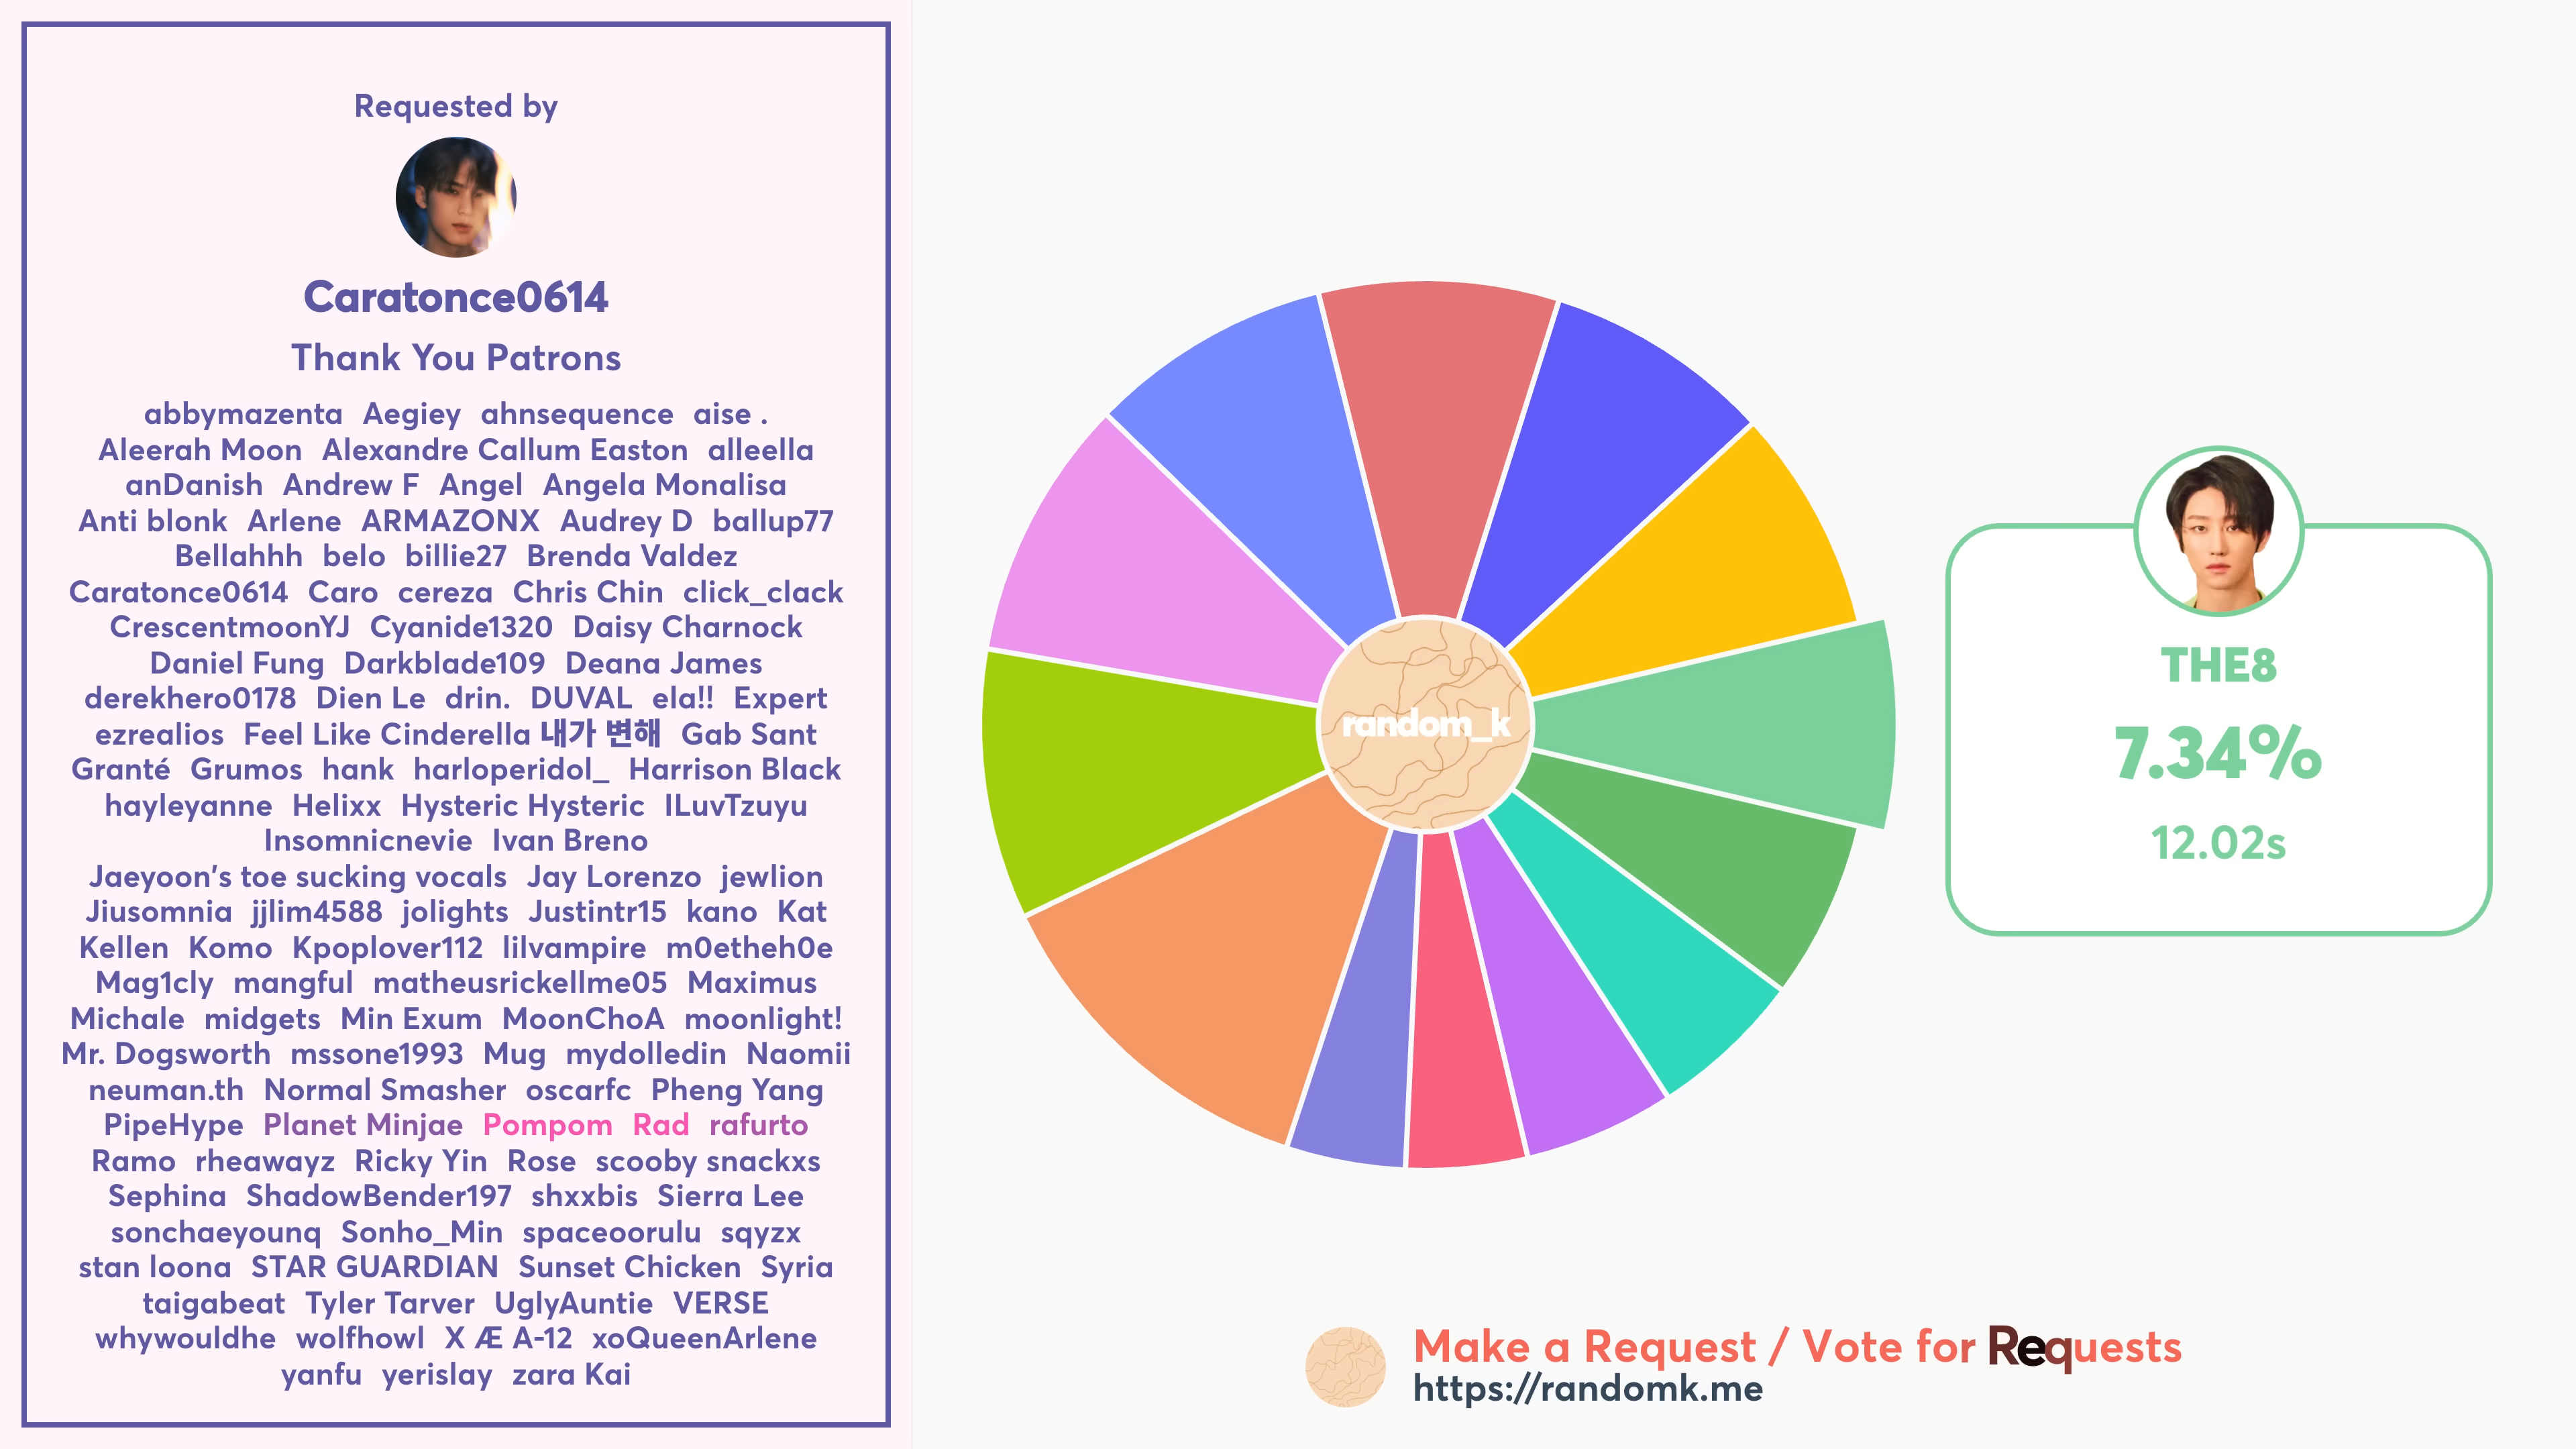 Requested by
Caratonce0614
Thank You Patrons
abbymazenta Aegiey ahnsequence aise .
Aleerah Moon Alexandre Callum Easton alleella
anDanish Andrew F Angel Angela Monalisa
Anti blonk Arlene ARMAZONX Audrey D ballup77
Bellahhh belo billie27 Brenda Valdez
Caratonce0614 Caro cereza Chris Chin click_clack
CrescentmoonYJ Cyanide1320 Daisy Charnock
Daniel Fung Darkblade109 Deana James
derekhero0178 Dien Le drin. DUVAL ela!! Expert
ezrealios Feel Like Cinderella 내가 변해 Gab Sant
Granté Grumos hank harloperidol_ Harrison Black
hayleyanne Helixx Hysteric Hysteric ILuvTzuyu
Insomnicnevie Ivan Breno
Jaeyoon's toe sucking vocals Jay Lorenzo jewlion
Jiusomnia jjlim4588 jolights Justintr15 kano Kat
Kellen Komo Kpoplover112 lilvampire m0etheh0e
Mag1cly mangful matheusrickellme05 Maximus
Michale midgets Min Exum MoonChoA moonlight!
Mr. Dogsworth mssone1993 Mug mydolledin Naomii
neuman.th Normal Smasher oscarfc Pheng Yang
PipeHype Planet Minjae Pompom Rad rafurto
Ramo rheawayz Ricky Yin Rose scooby snackxs
Sephina ShadowBender197 shxxbis Sierra Lee
sonchaeyounq Sonho_Min spaceoorulu sqyzx
stan loona STAR GUARDIAN Sunset Chicken Syria
taigabeat Tyler Tarver UglyAuntie VERSE
whywouldhe wolfhowl X Æ A-12 xoQueenArlene
yanfu yerislay zara Kai
random_k
THE8
7.34%
12.02s
Make a Request / Vote for Requests
https://randomk.me